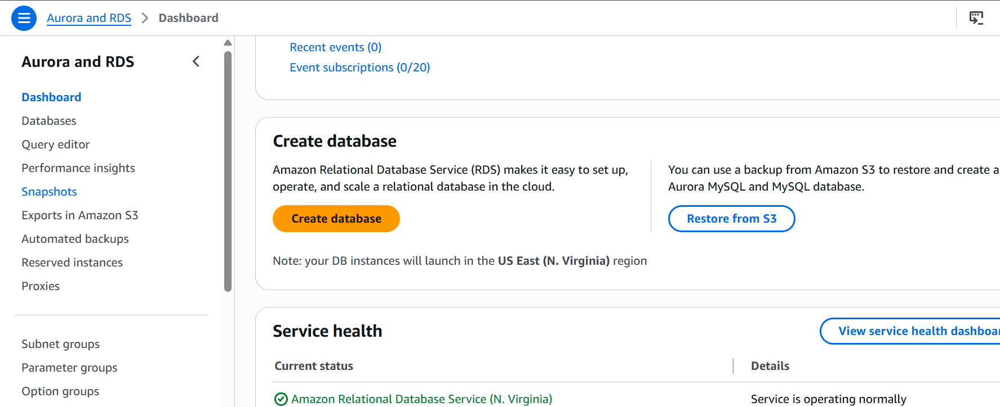 Aurora and RDS > Dashboard
Aurora and RDS
Dashboard
Databases
Query editor
Performance insights
Snapshots
Exports in Amazon S3
Automated backups
Reserved instances
Proxies
Subnet groups
Parameter groups
Option groups
Recent events (0)
Event subscriptions (0/20)
Create database
Amazon Relational Database Service (RDS) makes it easy to set up,
operate, and scale a relational database in the cloud.
Create database
You can use a backup from Amazon S3 to restore and create a
Aurora MySQL and MySQL database.
Restore from S3
Note: your DB instances will launch in the US East (N. Virginia) region
Service health
View service health dashboar
Current status
Details
Amazon Relational Database Service (N. Virginia)
Service is operating normally